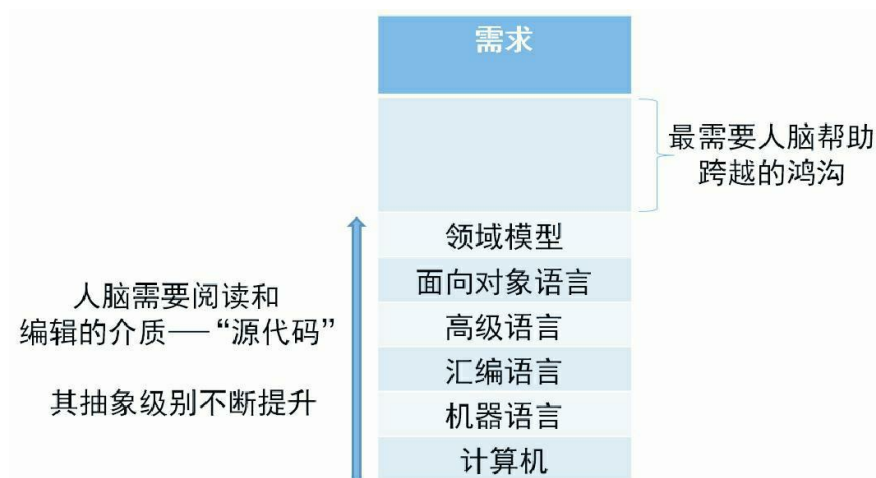 需求
最需要人脑帮助
跨越的鸿沟
领域模型
面向对象语言
人脑需要阅读和
编辑的介质——“源代码”
高级语言
汇编语言
其抽象级别不断提升
机器语言
计算机